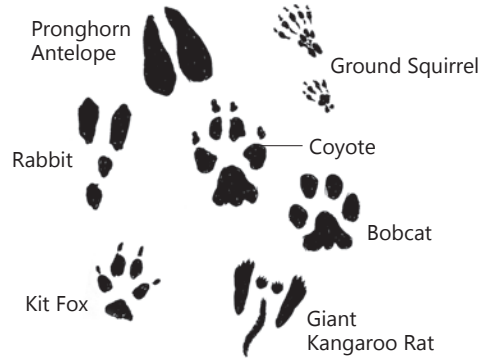 Pronghorn
Antelope
Ground Squirrel
Rabbit
Coyote
Bobcat
Kit Fox
Giant
Kangaroo Rat